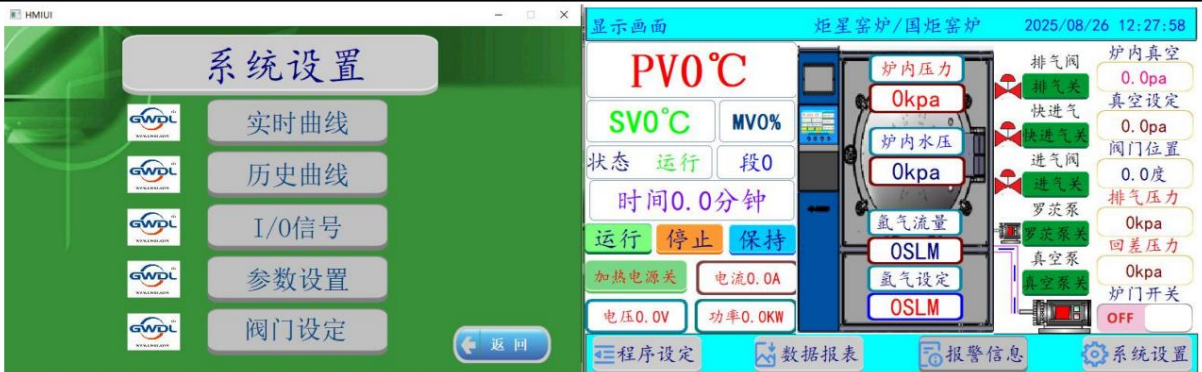 HMIUI
系统设置
GWDL
实时曲线
GWDL
历史曲线
GWDL
I/O信号
GWDL
参数设置
GWDL
阀门设定
返回
显示画面
炬星窑炉/国炬窑炉
2025/08/26 12:27:58
PV0℃
SV0℃
MV0%
状态 运行
段0
时间0.0分钟
运行
停止
保持
加热电源关
电流0.0A
电压0.0V
功率0.0KW
炉内压力
0kpa
炉内水压
0kpa
氩气流量
0SLM
氩气设定
0SLM
排气阀
排气关
快进气
快进气关
进气阀
进气关
罗茨泵
罗茨泵关
真空泵
真空泵关
炉内真空
0.0pa
真空设定
0.0pa
阀门位置
0.0度
排气压力
0kpa
回差压力
0kpa
炉门开关
OFF
程序设定
数据报表
报警信息
系统设置